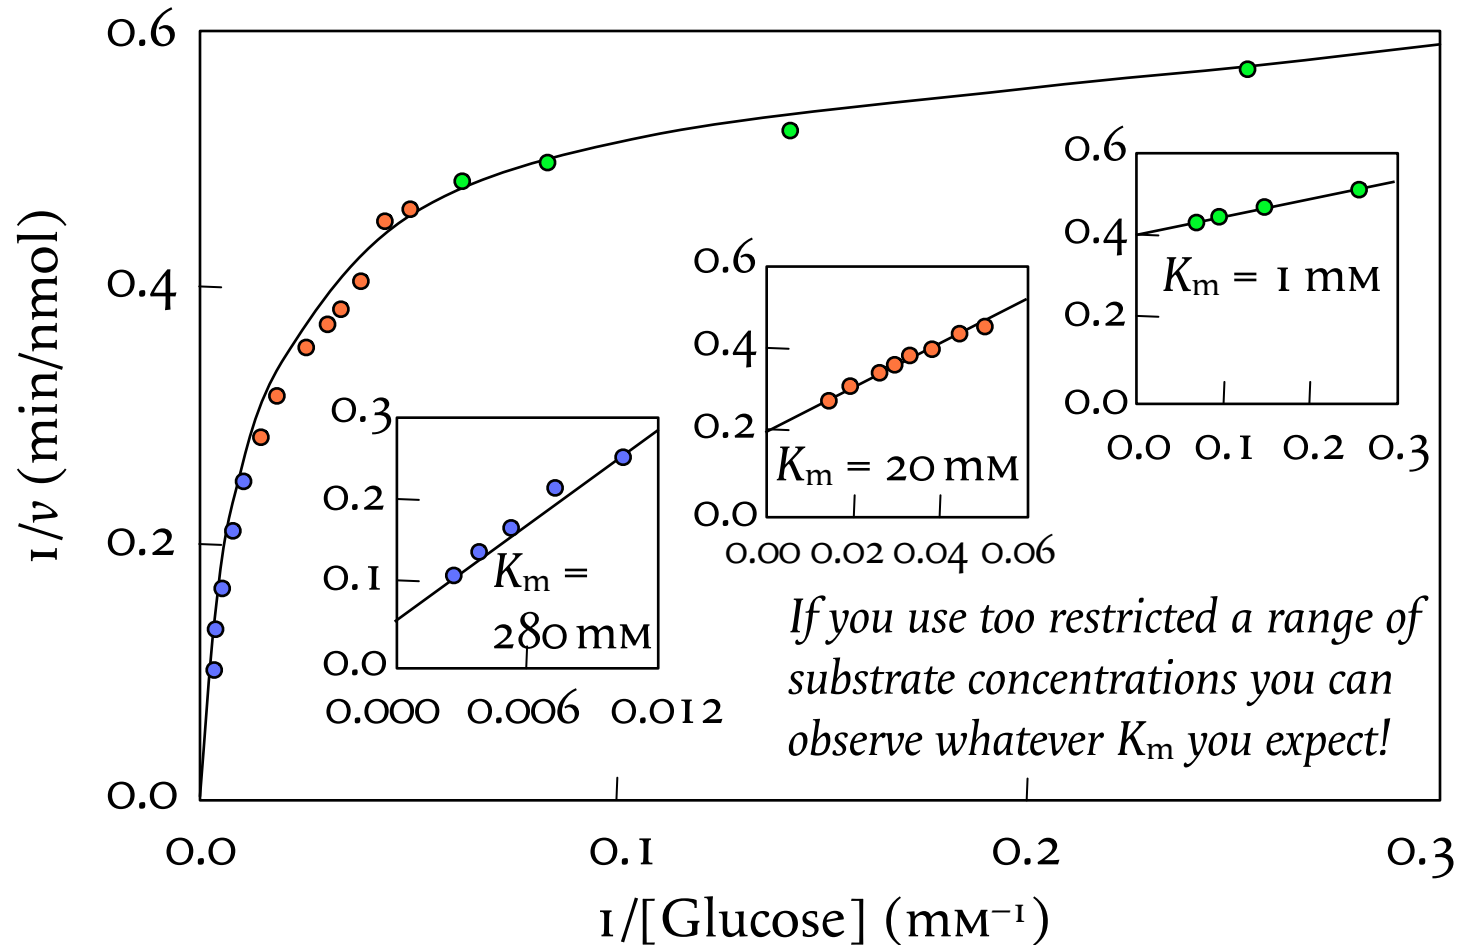 0.6
0.4
0.2
0.0
1/v (min/nmol)
0.0 0.1 0.2 0.3
1/[Glucose] (mM⁻¹)
0.3
0.2
0.1
0.0
Kₘ =
280 mM
0.000 0.006 0.012
0.6
0.4
0.2
0.0
Kₘ = 20 mM
0.00 0.02 0.04 0.06
0.6
0.4
0.2
0.0
Kₘ = 1 mM
0.0 0.1 0.2 0.3
If you use too restricted a range of
substrate concentrations you can
observe whatever Kₘ you expect!